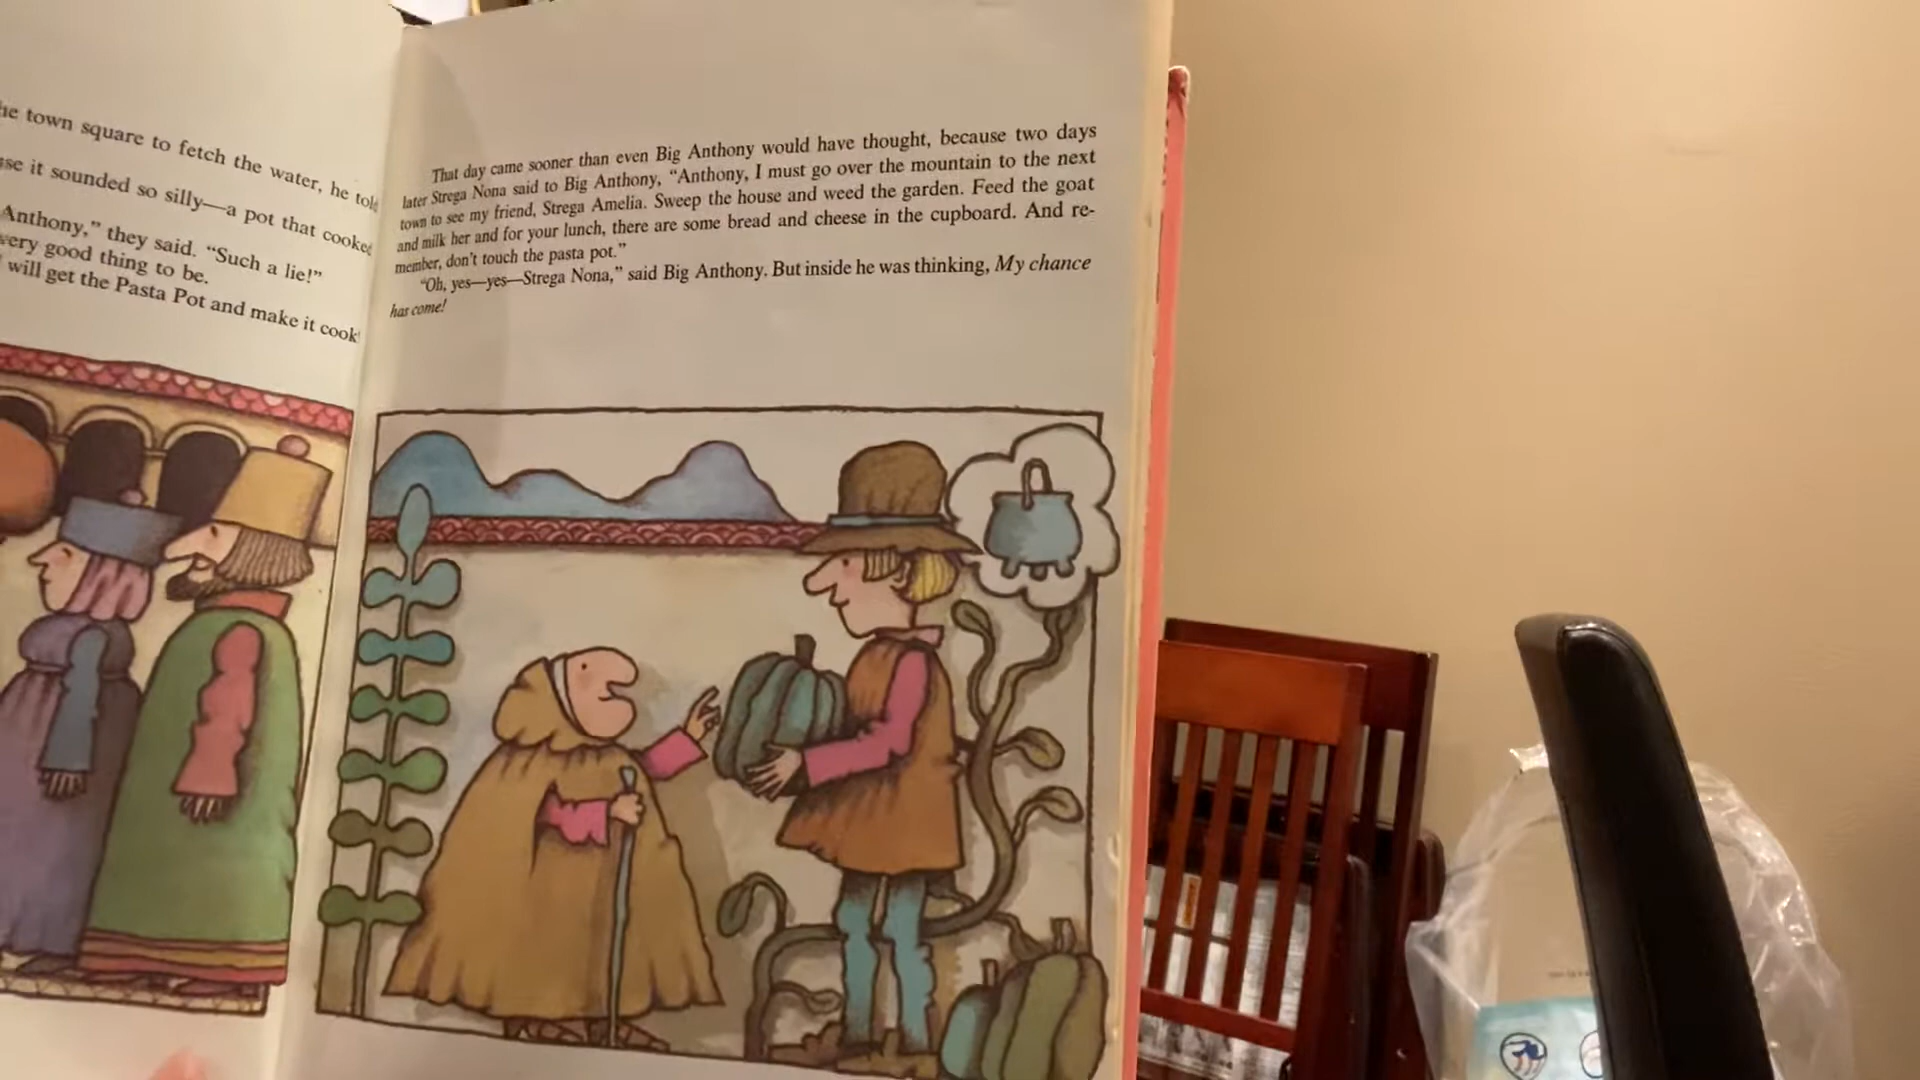 he town square to fetch the water, he told
se it sounded so silly—a pot that cooked
Anthony," they said. "Such a lie!"
very good thing to be.
will get the Pasta Pot and make it cook!
That day came sooner than even Big Anthony would have thought, because two days
later Strega Nona said to Big Anthony, "Anthony, I must go over the mountain to the next
town to see my friend, Strega Amelia. Sweep the house and weed the garden. Feed the goat
and milk her and for your lunch, there are some bread and cheese in the cupboard. And re-
member, don't touch the pasta pot."
"Oh, yes—yes—Strega Nona," said Big Anthony. But inside he was thinking, My chance
has come!